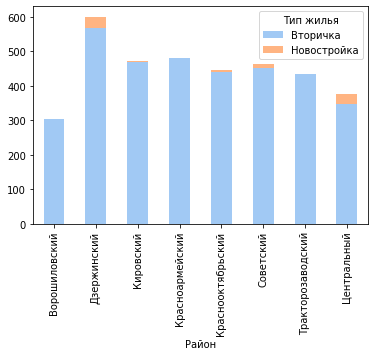 600
500
400
300
200
100
0
Тип жилья
Вторичка
Новостройка
Ворошиловский
Дзержинский
Кировский
Красноармейский
Краснооктябрьский
Советский
Тракторозаводский
Центральный
Район